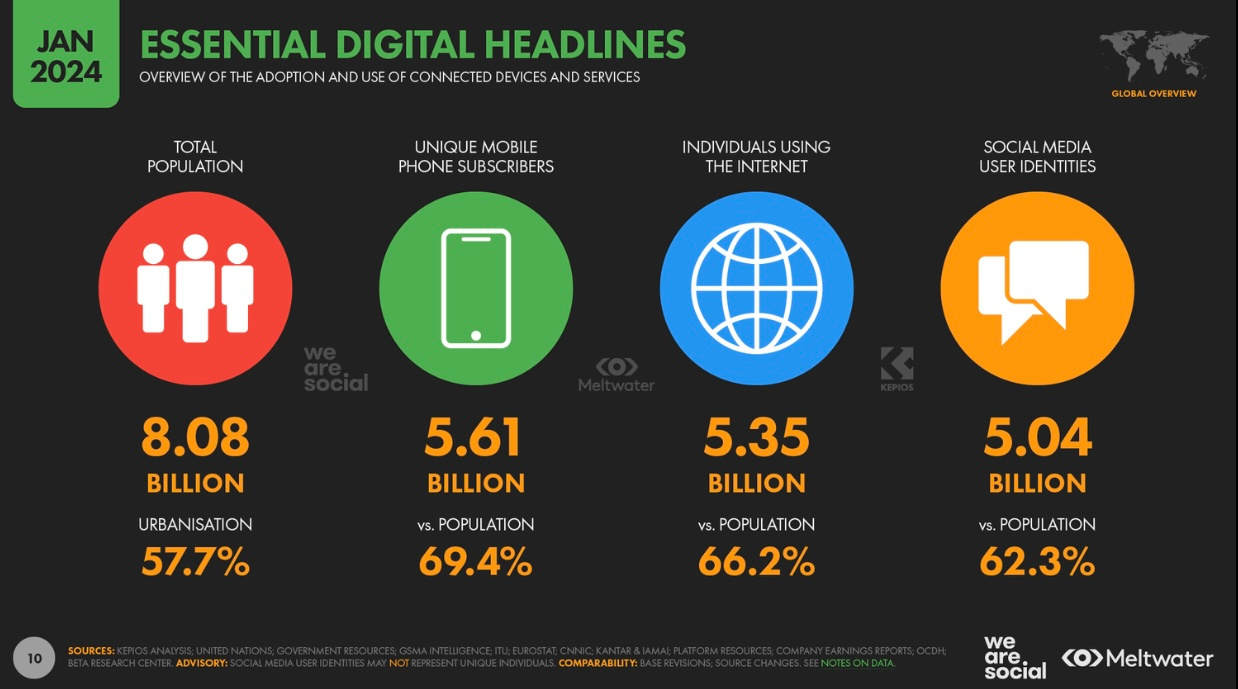 JAN
2024
ESSENTIAL DIGITAL HEADLINES
OVERVIEW OF THE ADOPTION AND USE OF CONNECTED DEVICES AND SERVICES
GLOBAL OVERVIEW
TOTAL
POPULATION
UNIQUE MOBILE
PHONE SUBSCRIBERS
INDIVIDUALS USING
THE INTERNET
SOCIAL MEDIA
USER IDENTITIES
we
are
social
Meltwater
KEPIOS
8.08
BILLION
URBANISATION
57.7%
5.61
BILLION
vs. POPULATION
69.4%
5.35
BILLION
vs. POPULATION
66.2%
5.04
BILLION
vs. POPULATION
62.3%
10
SOURCES: KEPIOS ANALYSIS; UNITED NATIONS; GOVERNMENT RESOURCES; GSMA INTELLIGENCE; ITU; EUROSTAT; CNNIC; KANTAR & IAMAI; PLATFORM RESOURCES; COMPANY EARNINGS REPORTS; OCDH;
BETA RESEARCH CENTER. ADVISORY: SOCIAL MEDIA USER IDENTITIES MAY NOT REPRESENT UNIQUE INDIVIDUALS. COMPARABILITY: BASE REVISIONS; SOURCE CHANGES. SEE NOTES ON DATA.
we
are
social
Meltwater